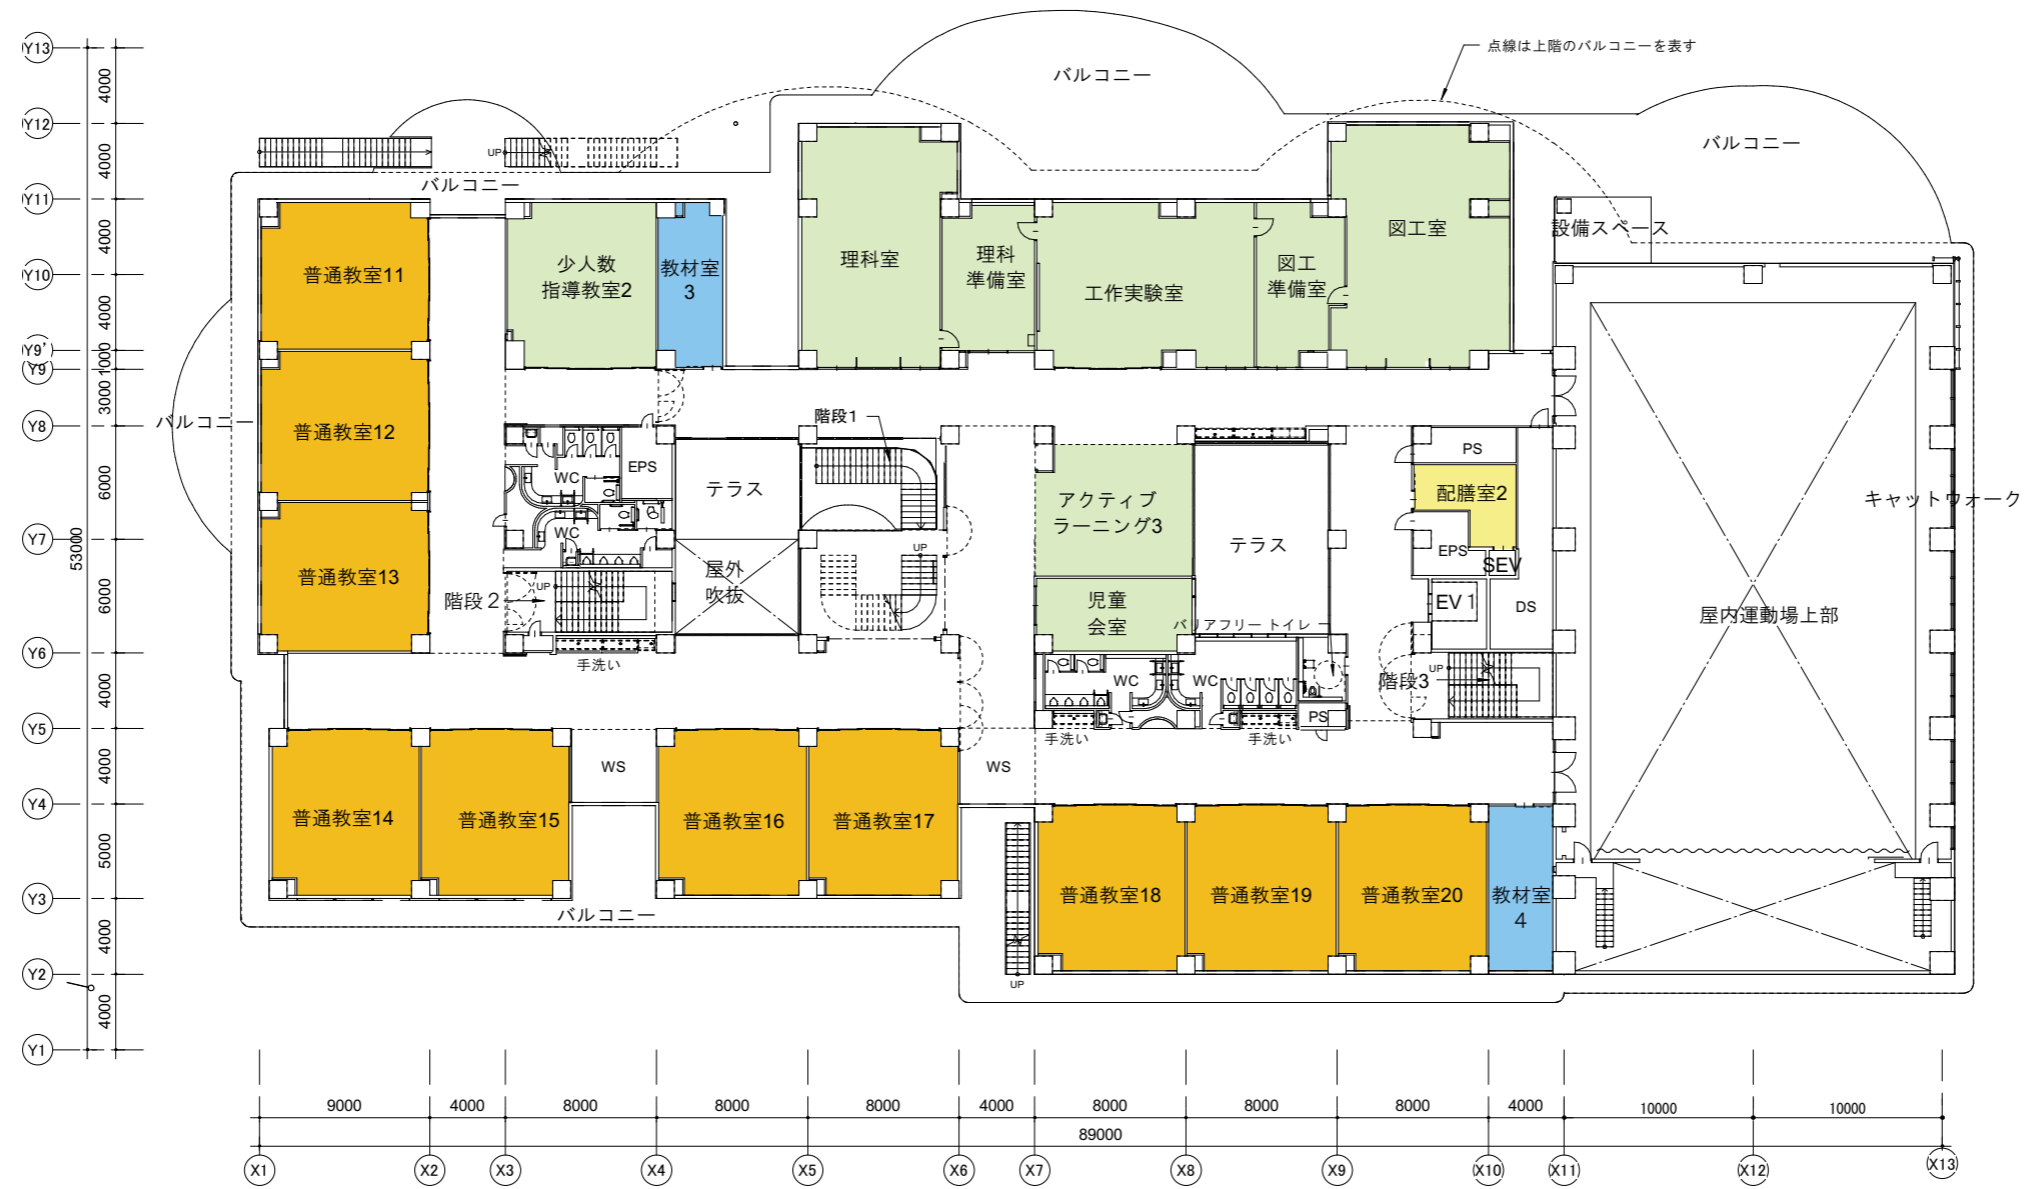 点線は上階のバルコニーを表す
バルコニー
バルコニー
バルコニー
UP
設備スペース
普通教室11
少人数
指導教室2
教材室
3
理科室
理科
準備室
工作実験室
図工
準備室
図工室
バルコニー
普通教室12
階段1
WC
EPS
テラス
アクティブ
ラーニング3
テラス
PS
配膳室2
キャットウォーク
WC
EPS
SEV
普通教室13
階段2
UP
屋外
吹抜
UP
児童
会室
バリアフリートイレ
EV 1
DS
屋内運動場上部
手洗い
WC
WC
階段3
UP
PS
手洗い
手洗い
普通教室14
普通教室15
WS
普通教室16
普通教室17
WS
普通教室18
普通教室19
普通教室20
教材室
4
バルコニー
UP
Y13
Y12
Y11
Y10
Y9'
Y9
Y8
Y7
Y6
Y5
Y4
Y3
Y2
Y1
4000
4000
4000
4000
1000
3000
6000
6000
4000
4000
5000
4000
4000
53000
9000
4000
8000
8000
8000
4000
8000
8000
8000
4000
10000
10000
89000
X1
X2
X3
X4
X5
X6
X7
X8
X9
X10
X11
X12
X13